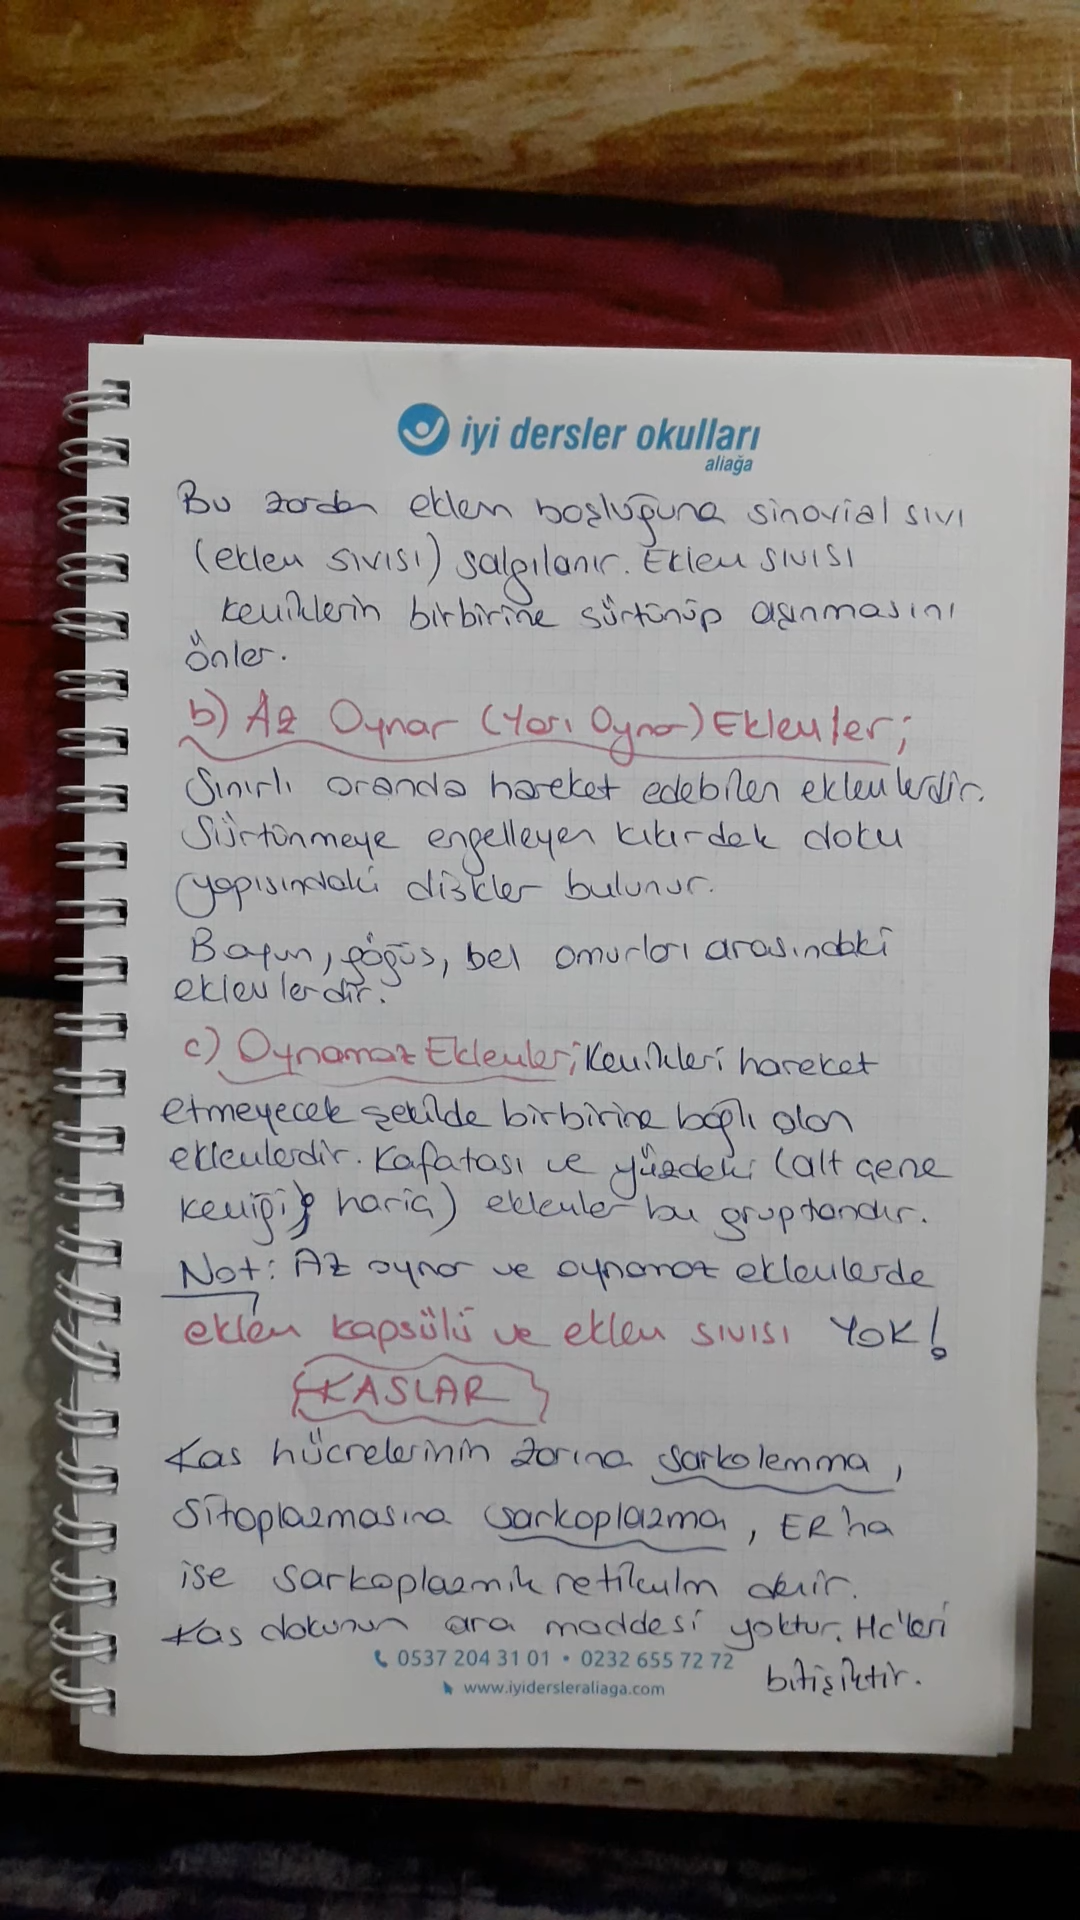 iyi dersler okulları
aliağa
Bu zardan eklem boşluğuna sinovial sıvı
(eklem sıvısı) salgılanır. Eklem sıvısı
kemiklerin birbirine sürtünüp aşınmasını
önler.
b) Az Oynar (Yarı Oynar) Eklemler;
Sınırlı oranda hareket edebilen eklemlerdir.
Sürtünmeye engelleyen kıkırdak doku
yapısındaki diskler bulunur.
Boyun, göğüs, bel omurları arasındaki
eklemlerdir.
c) Oynamaz Eklemler; Kemikleri hareket
etmeyecek şekilde birbirine bağlı olan
eklemlerdir. Kafatası ve yüzdeki (alt çene
kemiği hariç) eklemler bu gruptandır.
Not: Az oynar ve oynamaz eklemlerde
eklem kapsülü ve eklem sıvısı YOK!
KASLAR
Kas hücrelerinin zarına sarkolemma,
Sitoplazmasına sarkoplazma, ER'na
ise sarkoplazmik retikulm denir.
Kas dokunun ara maddesi yoktur. Hc'leri
bitişiktir.
0537 204 31 01 • 0232 655 72 72
www.iyidersleraliaga.com